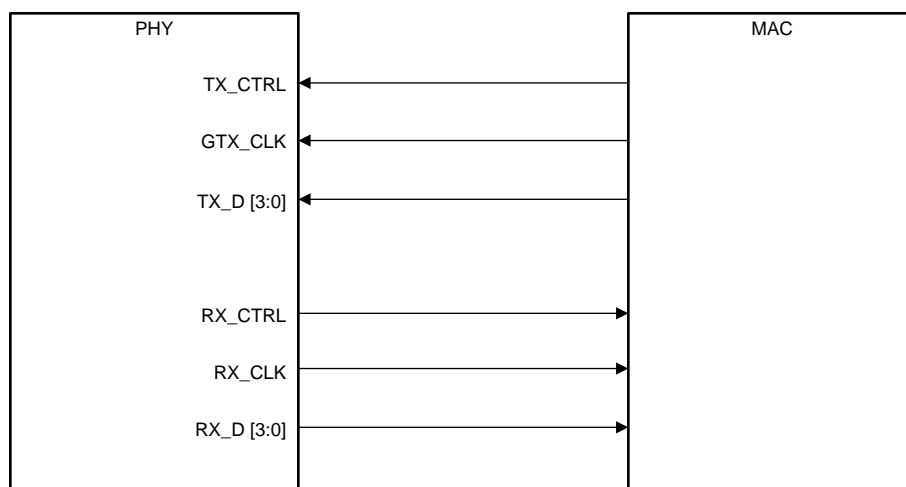 PHY
MAC
TX_CTRL
GTX_CLK
TX_D [3:0]
RX_CTRL
RX_CLK
RX_D [3:0]